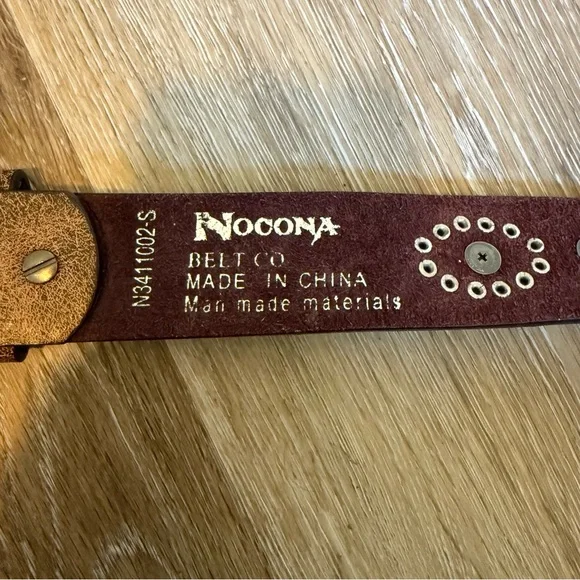 N3411002-S
NOCONA
BELT CO
MADE IN CHINA
Man made materials